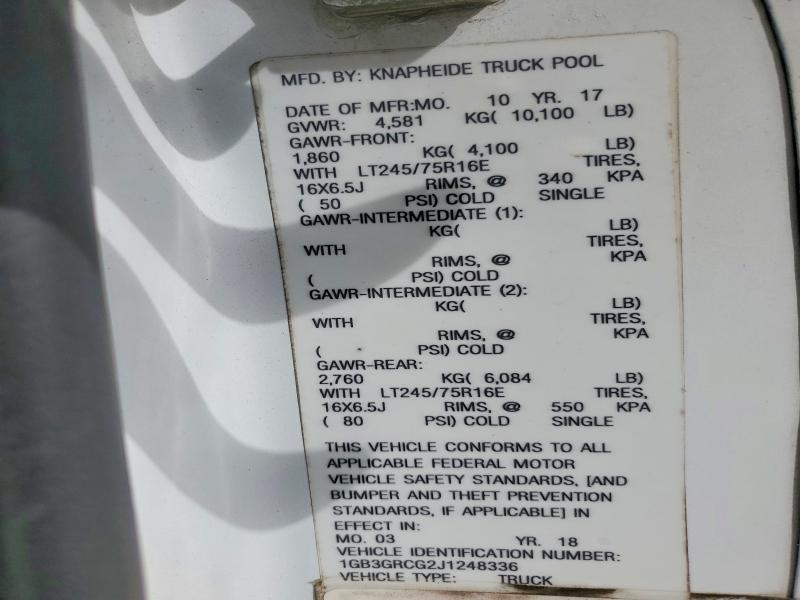 MFD. BY: KNAPHEIDE TRUCK POOL
DATE OF MFR:MO. 10 YR. 17
GVWR: 4,581 KG( 10,100 LB)
GAWR-FRONT:
1,860 KG( 4,100 LB)
WITH LT245/75R16E TIRES,
16X6.5J RIMS, @ 340 KPA
( 50 PSI) COLD SINGLE
GAWR-INTERMEDIATE (1):
KG( LB)
WITH TIRES,
RIMS, @ KPA
( PSI) COLD
GAWR-INTERMEDIATE (2):
KG( LB)
WITH TIRES,
RIMS, @ KPA
( PSI) COLD
GAWR-REAR:
2,760 KG( 6,084 LB)
WITH LT245/75R16E TIRES,
16X6.5J RIMS, @ 550 KPA
( 80 PSI) COLD SINGLE
THIS VEHICLE CONFORMS TO ALL
APPLICABLE FEDERAL MOTOR
VEHICLE SAFETY STANDARDS, [AND
BUMPER AND THEFT PREVENTION
STANDARDS, IF APPLICABLE] IN
EFFECT IN:
MO. 03 YR. 18
VEHICLE IDENTIFICATION NUMBER:
1GB3GRCG2J1248336
VEHICLE TYPE: TRUCK